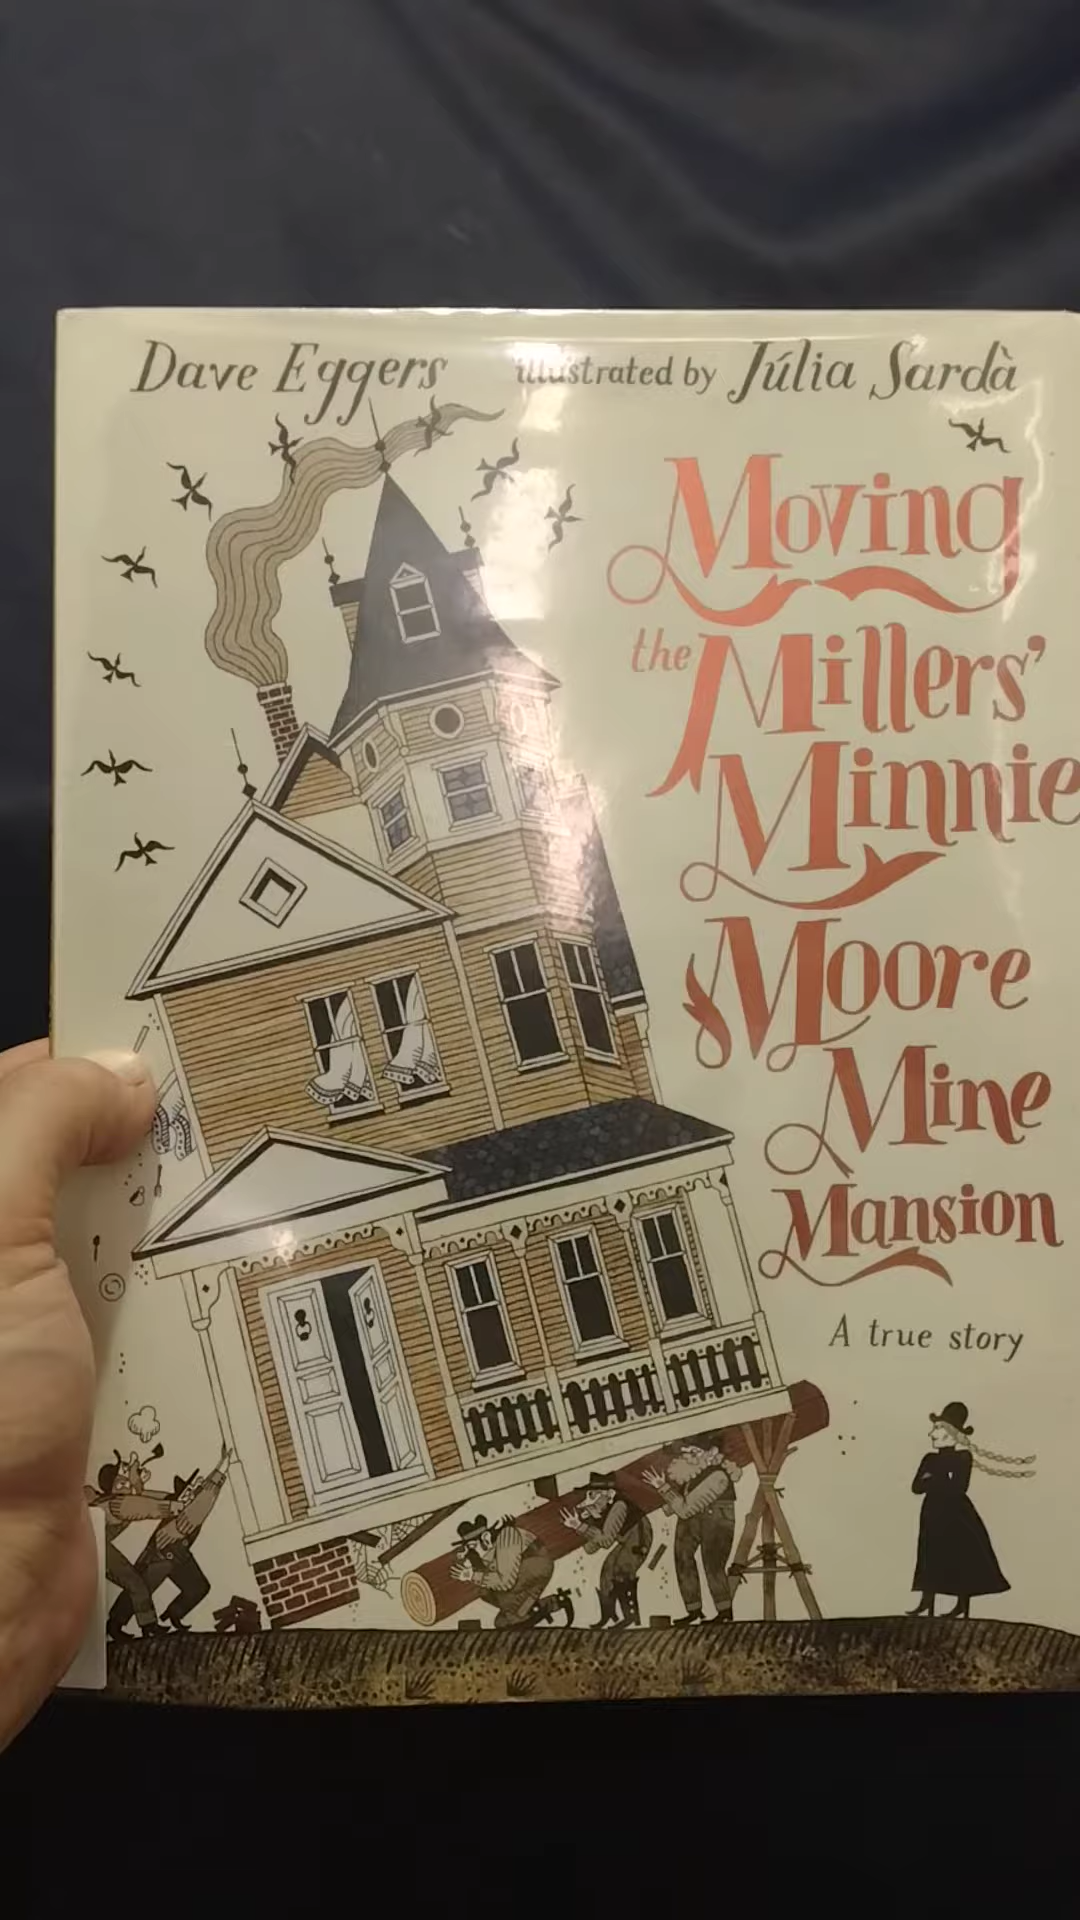 Dave Eggers illustrated by Júlia Sardà
Moving
the Millers'
Minnie
Moore
Mine
Mansion
A true story